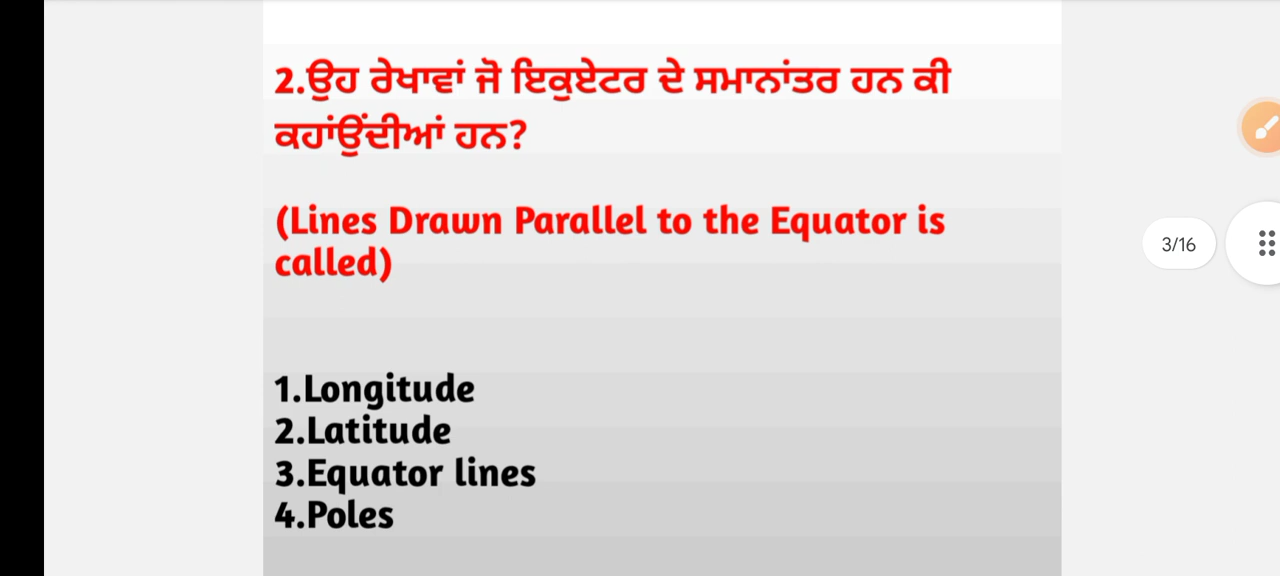 2.ਉਹ ਰੇਖਾਵਾਂ ਜੋ ਇਕੁਏਟਰ ਦੇ ਸਮਾਨਾਂਤਰ ਹਨ ਕੀ
ਕਹਾਂਉਂਦੀਆਂ ਹਨ?
(Lines Drawn Parallel to the Equator is
called)
3/16
1.Longitude
2.Latitude
3.Equator lines
4.Poles